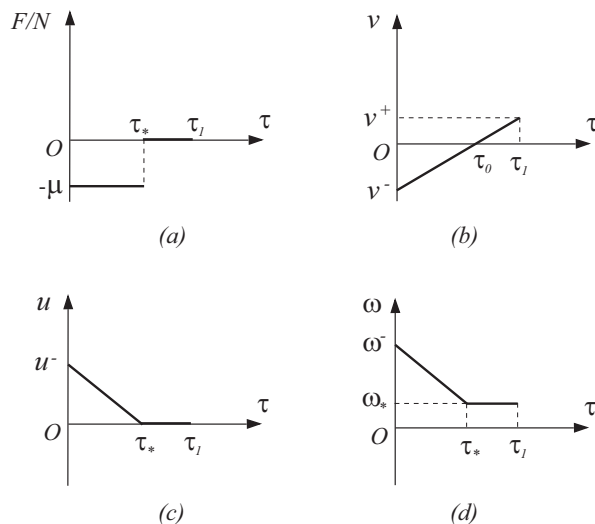 F/N
τ* τ1 τ
O
-μ
(a)
v
v+
O τ0 τ1 τ
v-
(b)
u
u-
O τ* τ1 τ
(c)
ω
ω-
ω*
O τ* τ1 τ
(d)